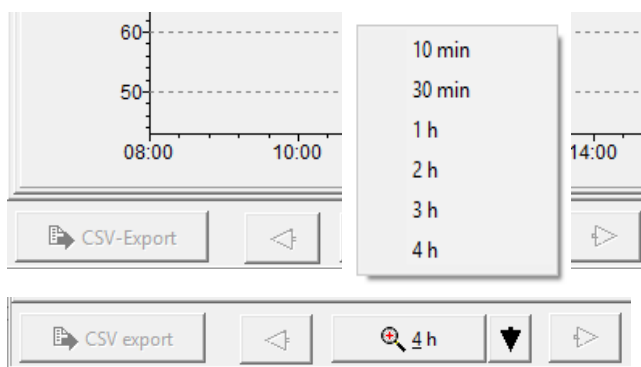 60
10 min
30 min
50
1 h
08:00 10:00 14:00
2 h
3 h
CSV-Export
4 h
CSV export 4 h